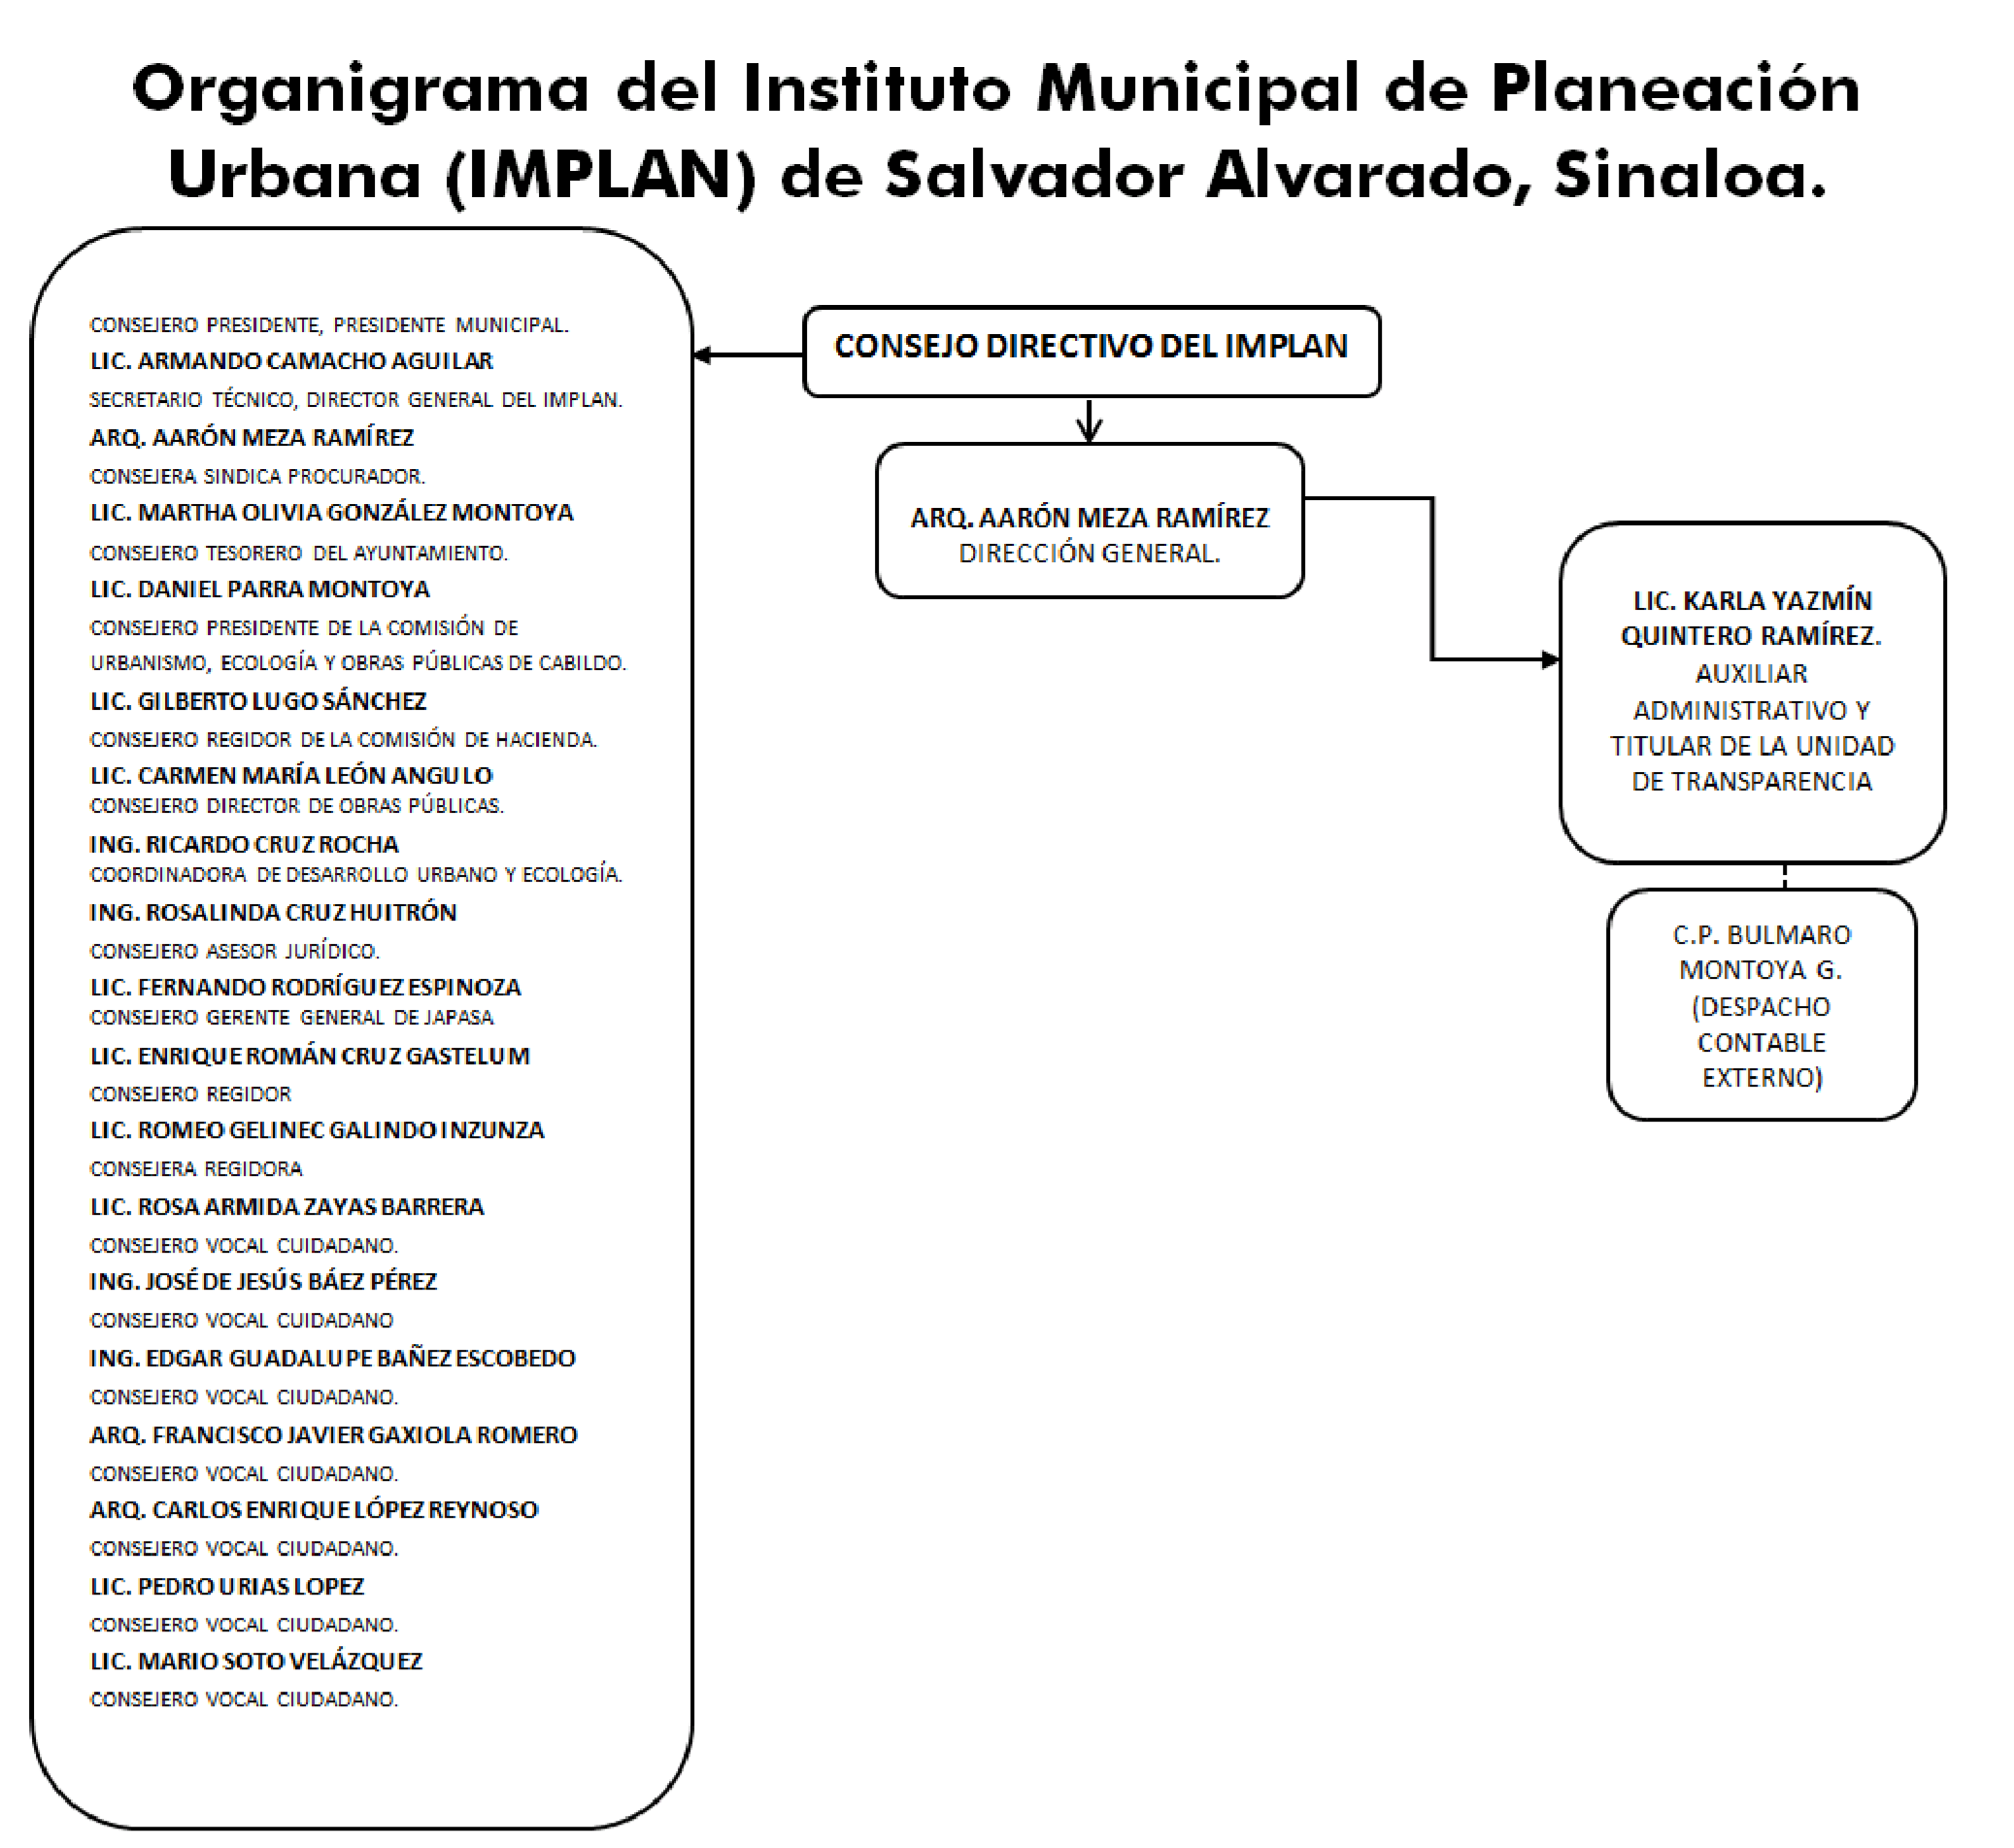 Organigrama del Instituto Municipal de Planeación
Urbana (IMPLAN) de Salvador Alvarado, Sinaloa.
CONSEJERO PRESIDENTE, PRESIDENTE MUNICIPAL.
LIC. ARMANDO CAMACHO AGUILAR
SECRETARIO TÉCNICO, DIRECTOR GENERAL DEL IMPLAN.
ARQ. AARÓN MEZA RAMÍREZ
CONSEJERA SINDICA PROCURADOR.
LIC. MARTHA OLIVIA GONZÁLEZ MONTOYA
CONSEJERO TESORERO DEL AYUNTAMIENTO.
LIC. DANIEL PARRA MONTOYA
CONSEJERO PRESIDENTE DE LA COMISIÓN DE
URBANISMO, ECOLOGÍA Y OBRAS PÚBLICAS DE CABILDO.
LIC. GILBERTO LUGO SÁNCHEZ
CONSEJERO REGIDOR DE LA COMISIÓN DE HACIENDA.
LIC. CARMEN MARÍA LEÓN ANGULO
CONSEJERO DIRECTOR DE OBRAS PÚBLICAS.
ING. RICARDO CRUZ ROCHA
COORDINADORA DE DESARROLLO URBANO Y ECOLOGÍA.
ING. ROSALINDA CRUZ HUITRÓN
CONSEJERO ASESOR JURÍDICO.
LIC. FERNANDO RODRÍGUEZ ESPINOZA
CONSEJERO GERENTE GENERAL DE JAPASA
LIC. ENRIQUE ROMÁN CRUZ GASTELUM
CONSEJERO REGIDOR
LIC. ROMEO GELINEC GALINDO INZUNZA
CONSEJERA REGIDORA
LIC. ROSA ARMIDA ZAYAS BARRERA
CONSEJERO VOCAL CUIDADANO.
ING. JOSÉ DE JESÚS BÁEZ PÉREZ
CONSEJERO VOCAL CUIDADANO
ING. EDGAR GUADALUPE BAÑEZ ESCOBEDO
CONSEJERO VOCAL CIUDADANO.
ARQ. FRANCISCO JAVIER GAXIOLA ROMERO
CONSEJERO VOCAL CIUDADANO.
ARQ. CARLOS ENRIQUE LÓPEZ REYNOSO
CONSEJERO VOCAL CIUDADANO.
LIC. PEDRO URIAS LOPEZ
CONSEJERO VOCAL CIUDADANO.
LIC. MARIO SOTO VELÁZQUEZ
CONSEJERO VOCAL CIUDADANO.
CONSEJO DIRECTIVO DEL IMPLAN
ARQ. AARÓN MEZA RAMÍREZ
DIRECCIÓN GENERAL.
LIC. KARLA YAZMÍN
QUINTERO RAMÍREZ.
AUXILIAR
ADMINISTRATIVO Y
TITULAR DE LA UNIDAD
DE TRANSPARENCIA
C.P. BULMARO
MONTOYA G.
(DESPACHO
CONTABLE
EXTERNO)